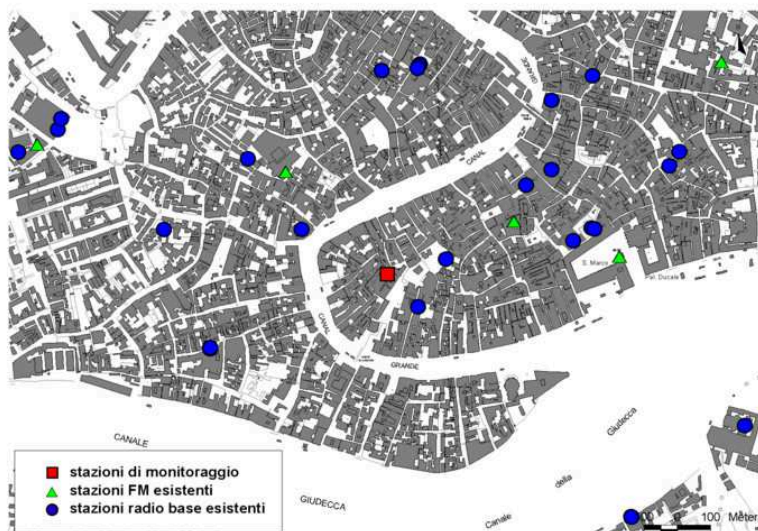 CANAL
GRANDE
S. Marco
Pal. Ducale
CANAL
GRANDE
Giudecca
della
Canale
CANALE
GIUDECCA
stazioni di monitoraggio
stazioni FM esistenti
stazioni radio base esistenti
100 Meter